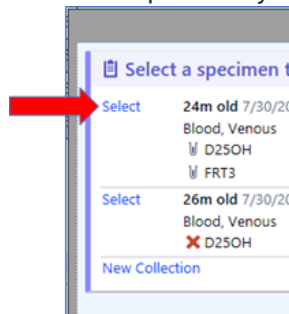 Select a specimen t
Select 24m old 7/30/20
Blood, Venous
D25OH
FRT3
Select 26m old 7/30/20
Blood, Venous
D25OH
New Collection